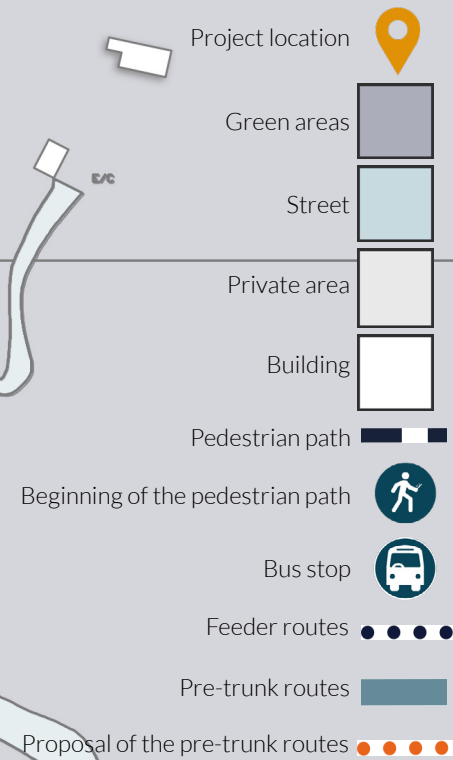 Project location
Green areas
E/C
Street
Private area
Building
Pedestrian path
Beginning of the pedestrian path
Bus stop
Feeder routes
Pre-trunk routes
Proposal of the pre-trunk routes